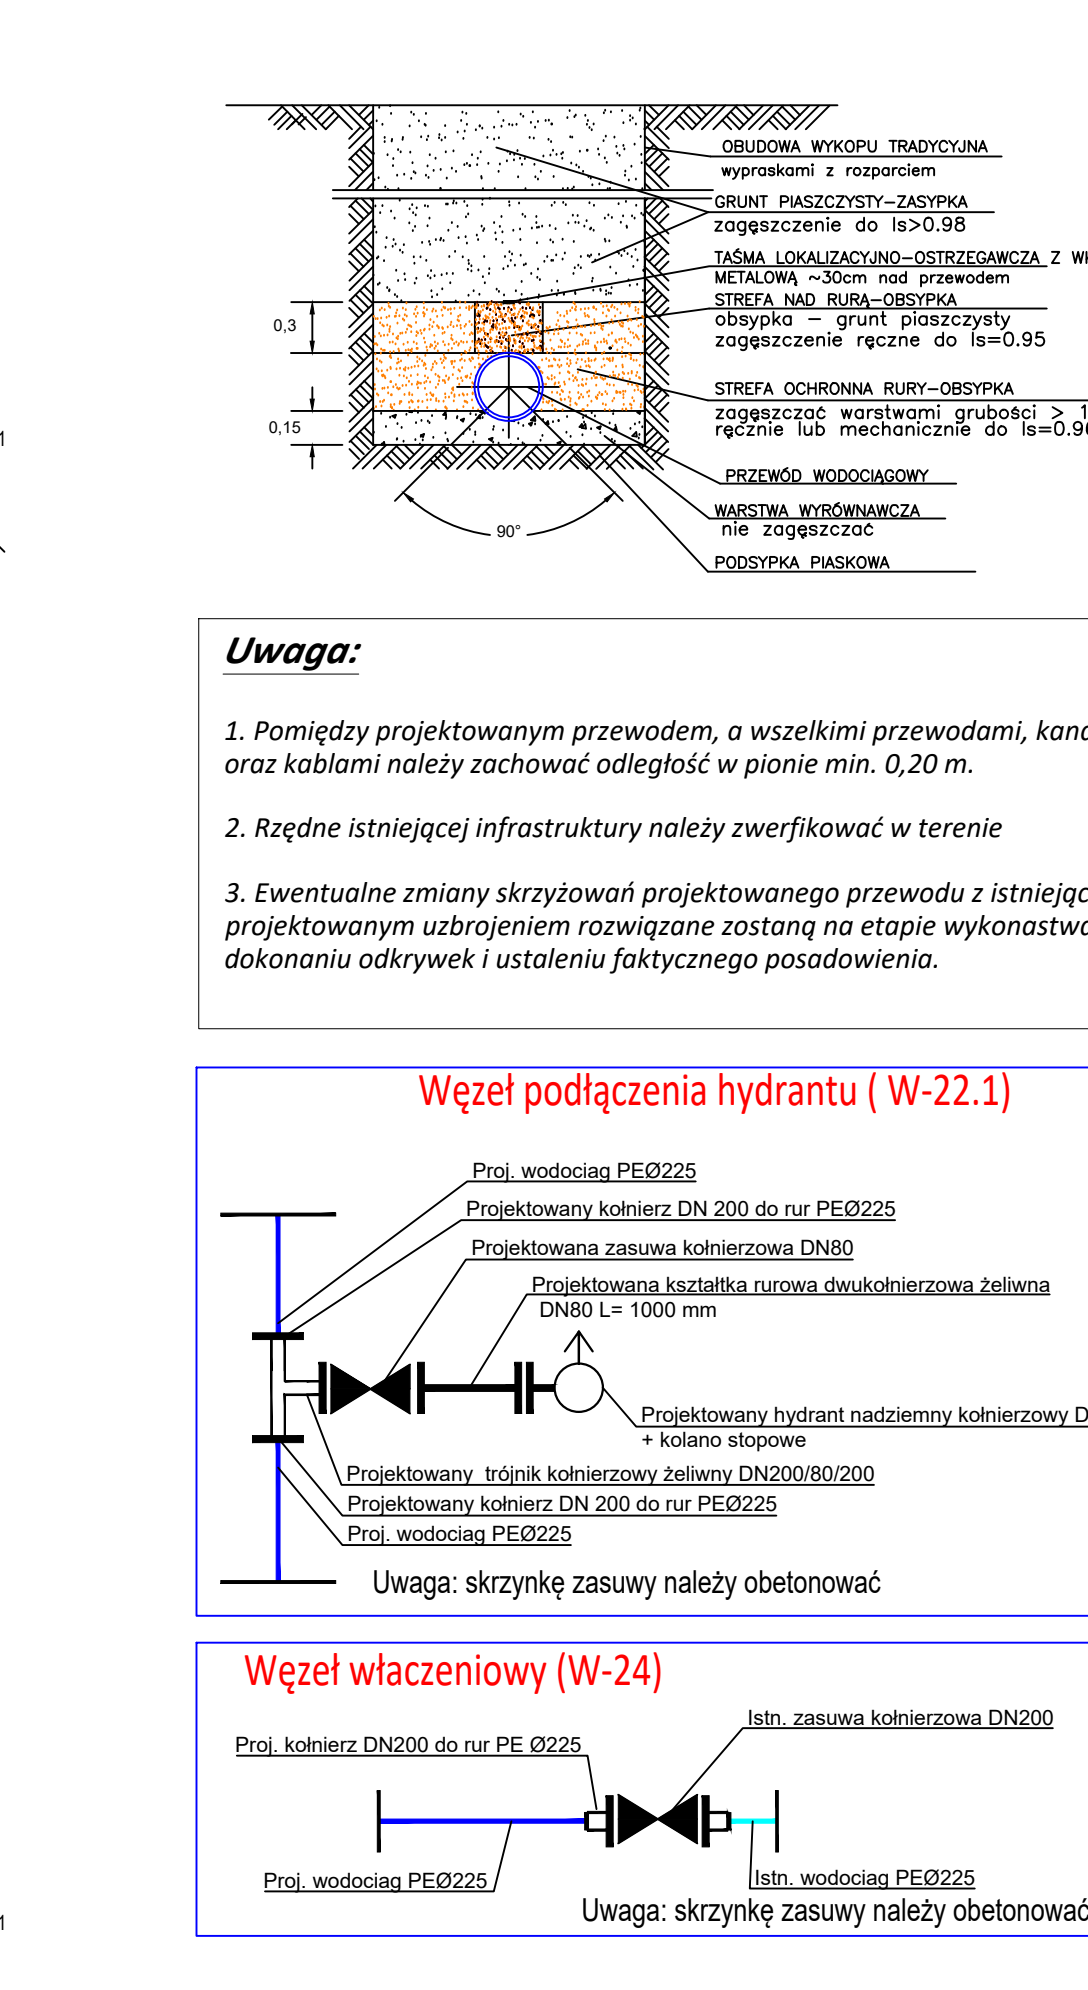 OBUDOWA WYKOPU TRADYCYJNA
wypraskami z rozparciem
GRUNT PIASZCZYSTY-ZASYPKA
zagęszczenie do Is>0.98
TAŚMA LOKALIZACYJNO-OSTRZEGAWCZA Z
METALOWĄ ~30cm nad przewodem
STREFA NAD RURĄ-OBSYPKA
obsypka – grunt piaszczysty
zagęszczenie ręczne do Is=0.95
STREFA OCHRONNA RURY-OBSYPKA
zagęszczać warstwami grubości >
ręcznie lub mechanicznie do
PRZEWÓD WODOCIĄGOWY
WARSTWA WYRÓWNAWCZA
nie zagęszczać
PODSYPKA PIASKOWA
0,3
0,15
90°
Uwaga:
1. Pomiędzy projektowanym przewodem, a wszelkimi przewodami,
oraz kablami należy zachować odległość w pionie min. 0,20 m.
2. Rzędne istniejącej infrastruktury należy zwerfikować w terenie
3. Ewentualne zmiany skrzyżowań projektowanego przewodu z
projektowanym uzbrojeniem rozwiązane zostaną na etapie
dokonaniu odkrywek i ustaleniu faktycznego posadowienia.
Węzeł podłączenia hydrantu ( W-22.1)
Proj. wodociag PEØ225
Projektowany kołnierz DN 200 do rur PEØ225
Projektowana zasuwa kołnierzowa DN80
Projektowana kształtka rurowa dwukołnierzowa żeliwna
DN80 L= 1000 mm
Projektowany hydrant nadziemny kołnierzowy
+ kolano stopowe
Projektowany trójnik kołnierzowy żeliwny DN200/80/200
Projektowany kołnierz DN 200 do rur PEØ225
Proj. wodociag PEØ225
Uwaga: skrzynkę zasuwy należy obetonować
Węzeł właczeniowy (W-24)
Istn. zasuwa kołnierzowa DN200
Proj. kołnierz DN200 do rur PE Ø225
Proj. wodociag PEØ225
Istn. wodociag PEØ225
Uwaga: skrzynkę zasuwy należy obetonować